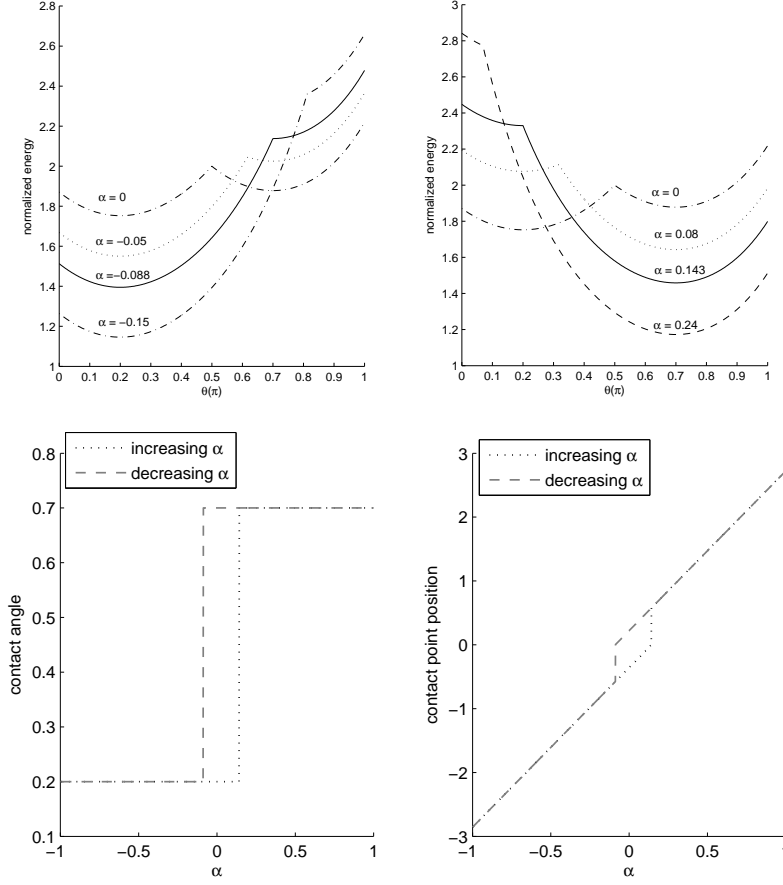 2.8
2.6
2.4
2.2
2
1.8
1.6
1.4
1.2
1
normalized energy
α = 0
α = −0.05
α =−0.088
α = −0.15
0 0.1 0.2 0.3 0.4 0.5 0.6 0.7 0.8 0.9 1
θ(π)
3
2.8
2.6
2.4
2.2
2
1.8
1.6
1.4
1.2
1
normalized energy
α = 0
α = 0.08
α = 0.143
α = 0.24
0 0.1 0.2 0.3 0.4 0.5 0.6 0.7 0.8 0.9 1
θ(π)
increasing α
decreasing α
0.8
0.7
0.6
0.5
0.4
0.3
0.2
0.1
contact angle
−1 −0.5 0 0.5 1
α
increasing α
decreasing α
3
2
1
0
−1
−2
−3
contact point position
−1 −0.5 0 0.5 1
α